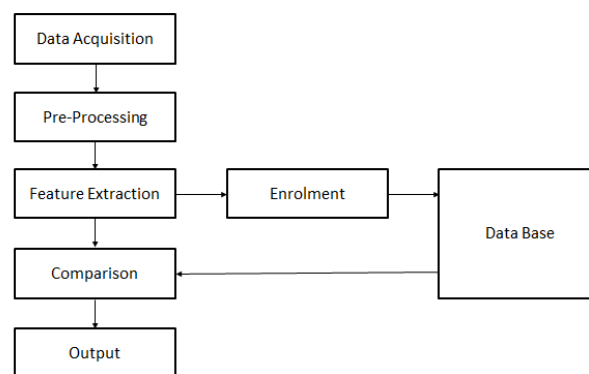 Data Acquisition
Pre-Processing
Feature Extraction
Enrolment
Data Base
Comparison
Output